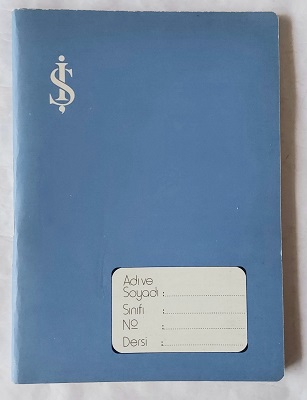 İŞ
Adı ve
Soyadı :
Sınıfı :
No :
Dersi :